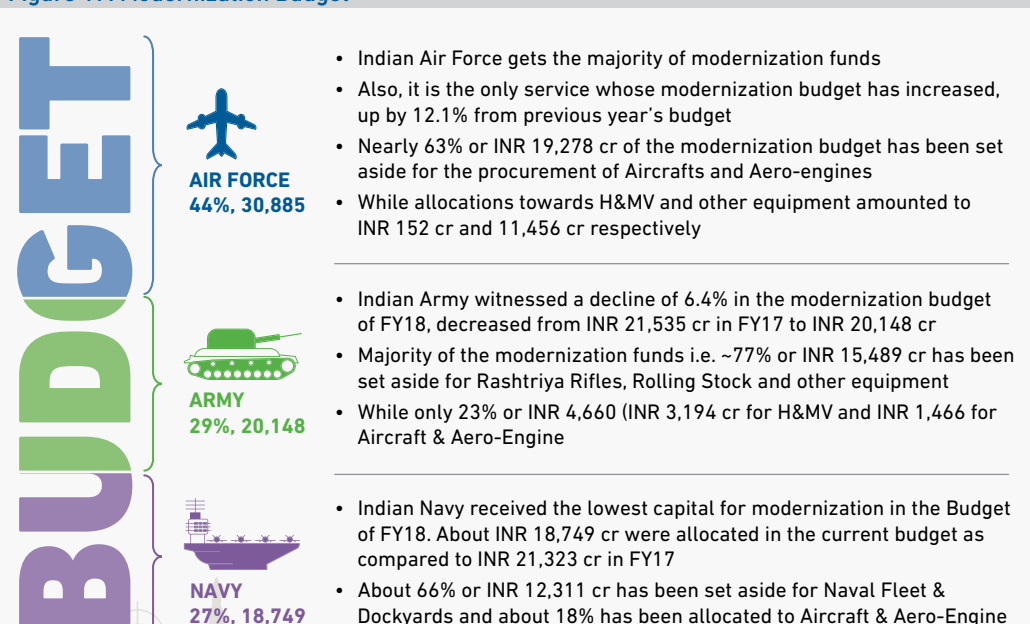 BUDGET
• Indian Air Force gets the majority of modernization funds
• Also, it is the only service whose modernization budget has increased,
up by 12.1% from previous year's budget
• Nearly 63% or INR 19,278 cr of the modernization budget has been set
aside for the procurement of Aircrafts and Aero-engines
• While allocations towards H&MV and other equipment amounted to
INR 152 cr and 11,456 cr respectively
AIR FORCE
44%, 30,885
• Indian Army witnessed a decline of 6.4% in the modernization budget
of FY18, decreased from INR 21,535 cr in FY17 to INR 20,148 cr
• Majority of the modernization funds i.e. ~77% or INR 15,489 cr has been
set aside for Rashtriya Rifles, Rolling Stock and other equipment
• While only 23% or INR 4,660 (INR 3,194 cr for H&MV and INR 1,466 for
Aircraft & Aero-Engine
ARMY
29%, 20,148
• Indian Navy received the lowest capital for modernization in the Budget
of FY18. About INR 18,749 cr were allocated in the current budget as
compared to INR 21,323 cr in FY17
• About 66% or INR 12,311 cr has been set aside for Naval Fleet &
Dockyards and about 18% has been allocated to Aircraft & Aero-Engine
NAVY
27%, 18,749